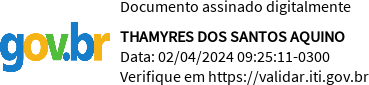 Documento assinado digitalmente
gov.br
THAMYRES DOS SANTOS AQUINO
Data: 02/04/2024 09:25:11-0300
Verifique em https://validar.iti.gov.br